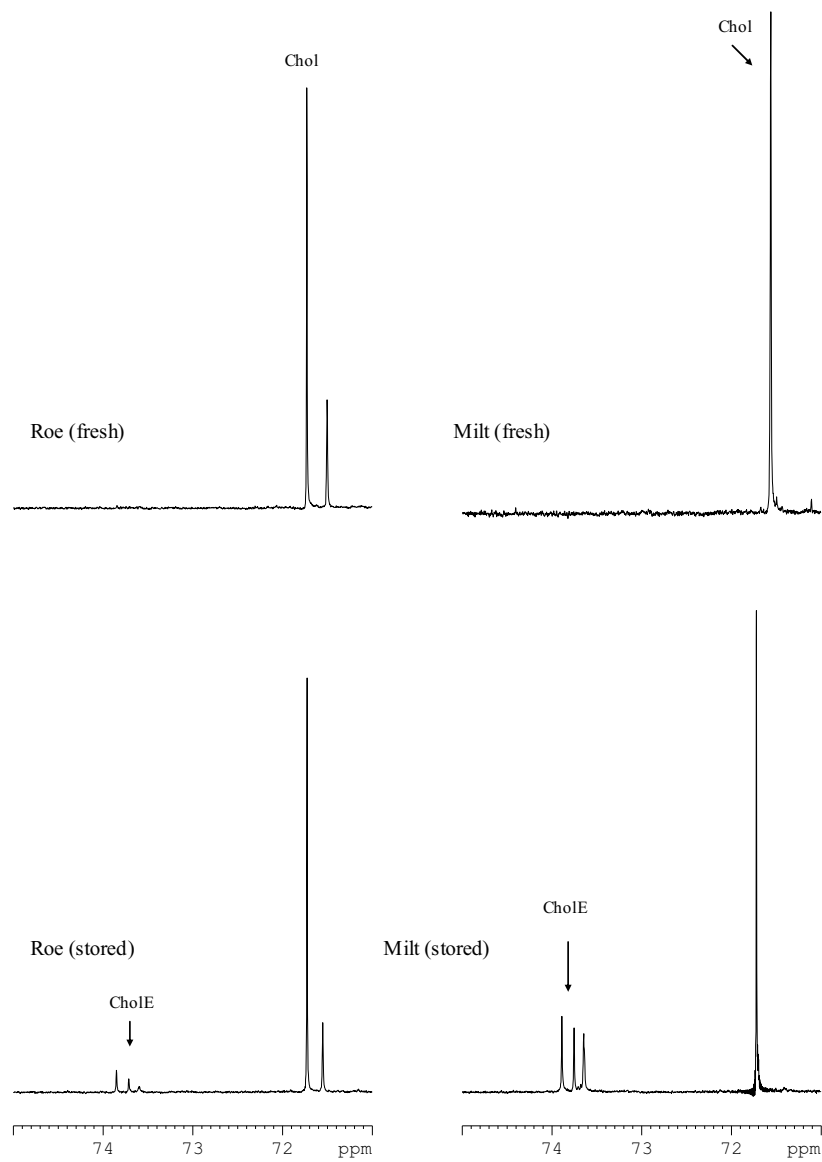 Chol
Chol
Roe (fresh)
Milt (fresh)
CholE
Roe (stored)
Milt (stored)
CholE
74 73 72 ppm
74 73 72 ppm